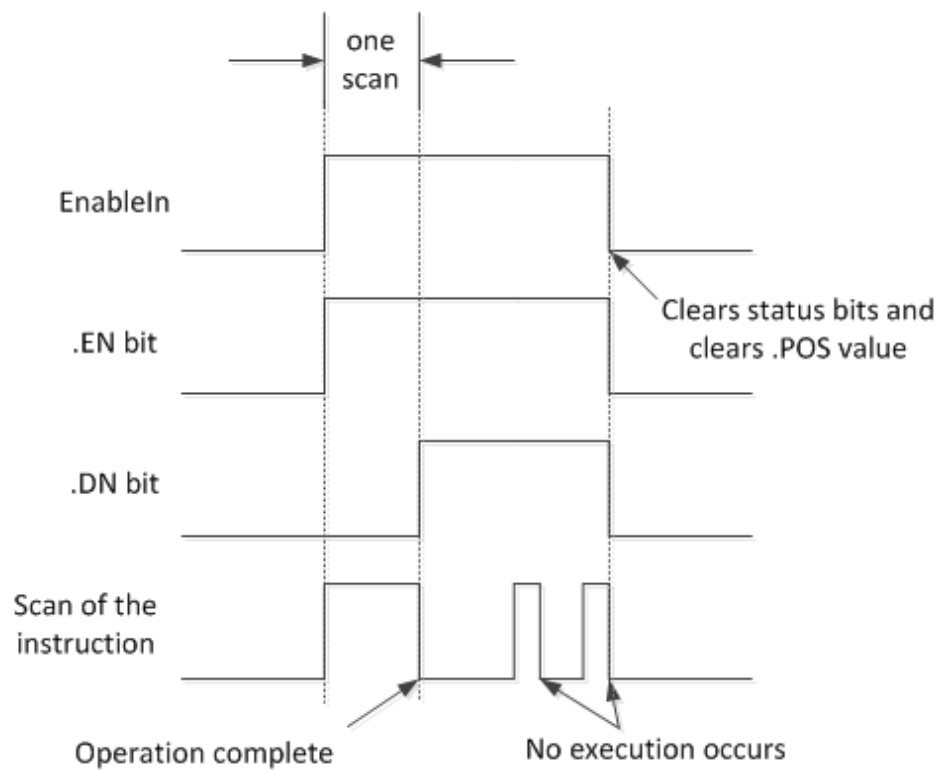 one
scan
EnableIn
Clears status bits and
clears .POS value
.EN bit
.DN bit
Scan of the
instruction
Operation complete
No execution occurs